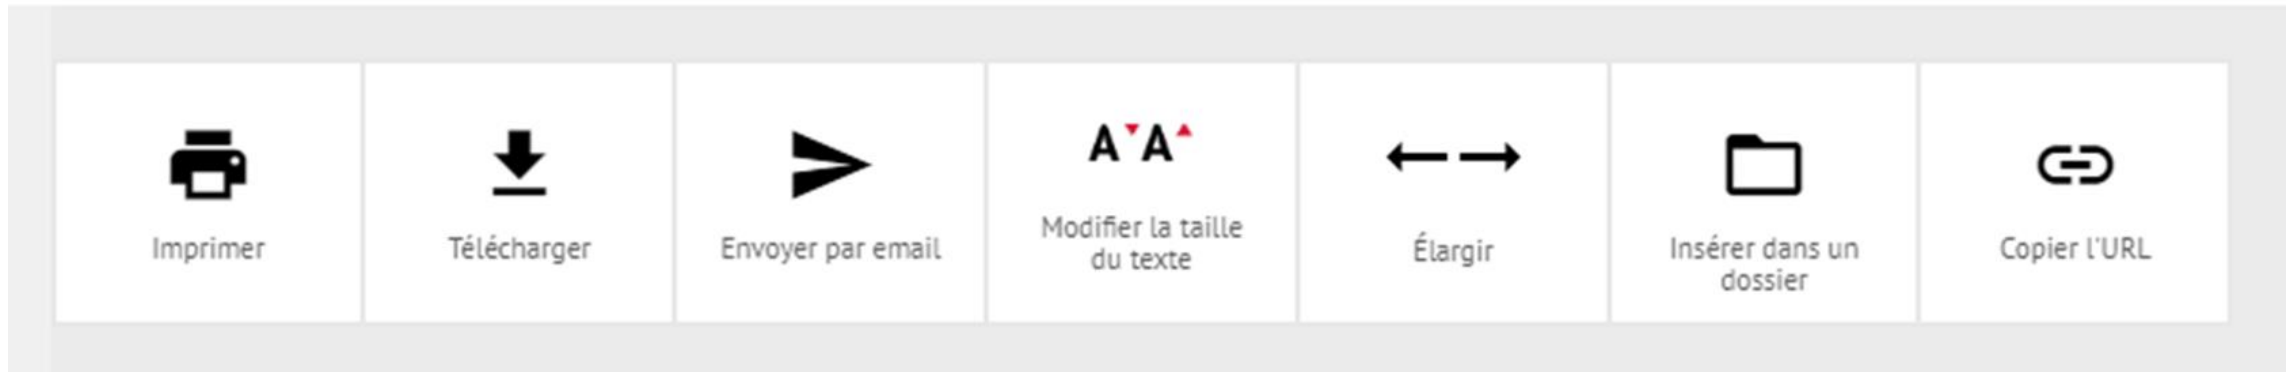 Imprimer
Télécharger
Envoyer par email
A A
Modifier la taille
du texte
Élargir
Insérer dans un
dossier
Copier l'URL